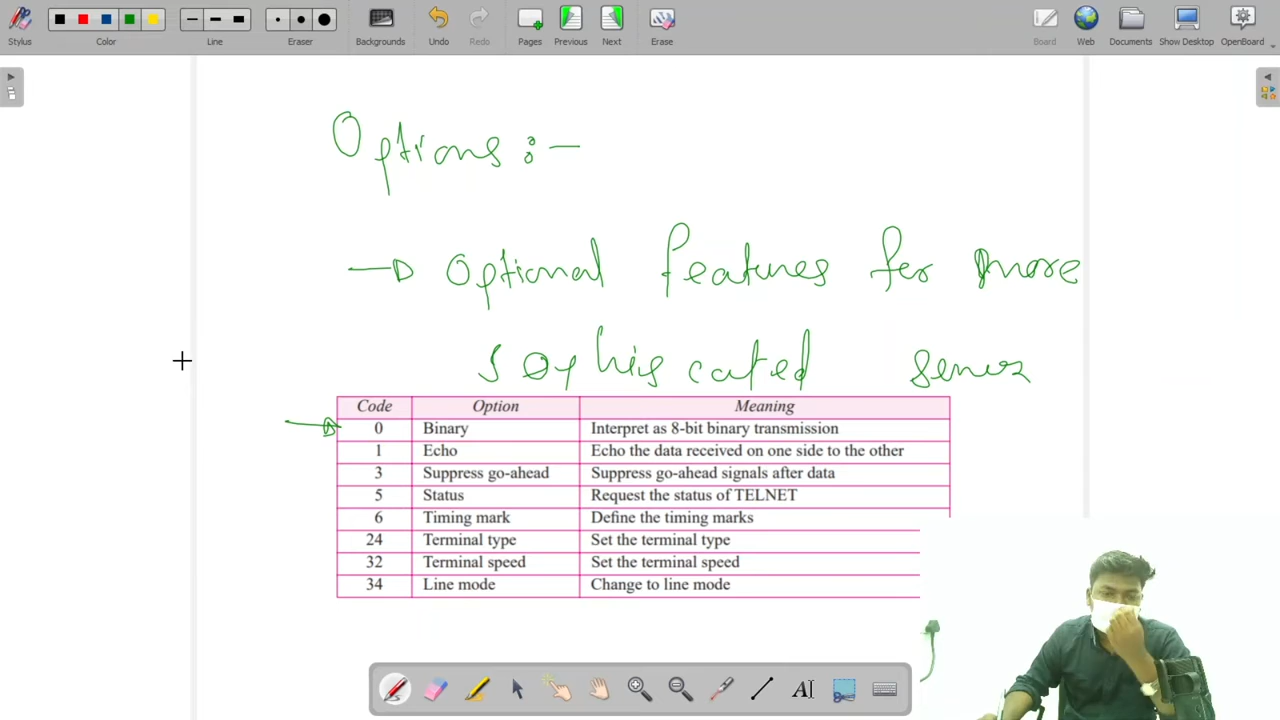 Stylus Color Line Eraser Backgrounds Undo Redo Pages Previous Next Erase Board Web Documents Show Desktop OpenBoard
Options :-
→ Optional features for more
sophiscated
Code Option Meaning
0 Binary Interpret as 8-bit binary transmission
1 Echo Echo the data received on one side to the other
3 Suppress go-ahead Suppress go-ahead signals after data
5 Status Request the status of TELNET
6 Timing mark Define the timing marks
24 Terminal type Set the terminal type
32 Terminal speed Set the terminal speed
34 Line mode Change to line mode